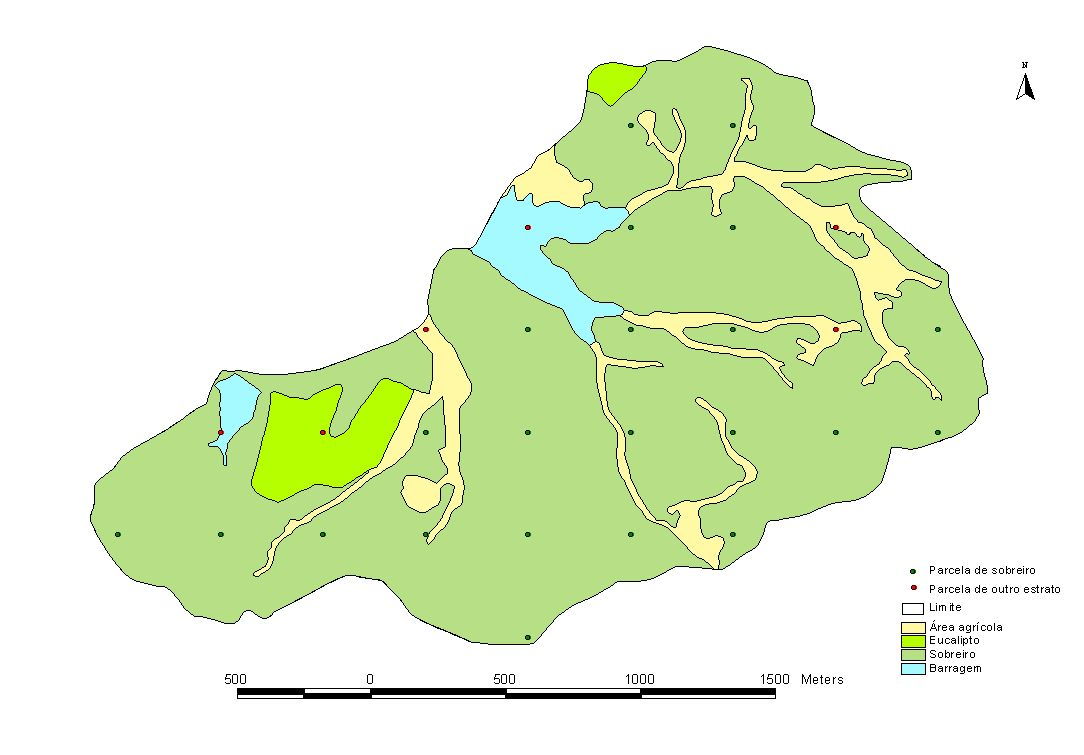 N
Parcela de sobreiro
Parcela de outro estrato
Limite
Área agrícola
Eucalipto
Sobreiro
Barragem
500 0 500 1000 1500 Meters